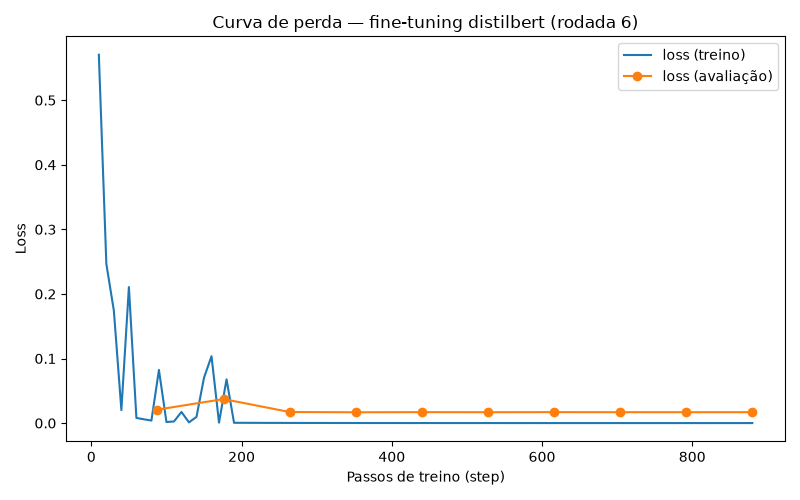 Curva de perda — fine-tuning distilbert (rodada 6)
loss (treino)
loss (avaliação)
Loss
0.5
0.4
0.3
0.2
0.1
0.0
0 200 400 600 800
Passos de treino (step)